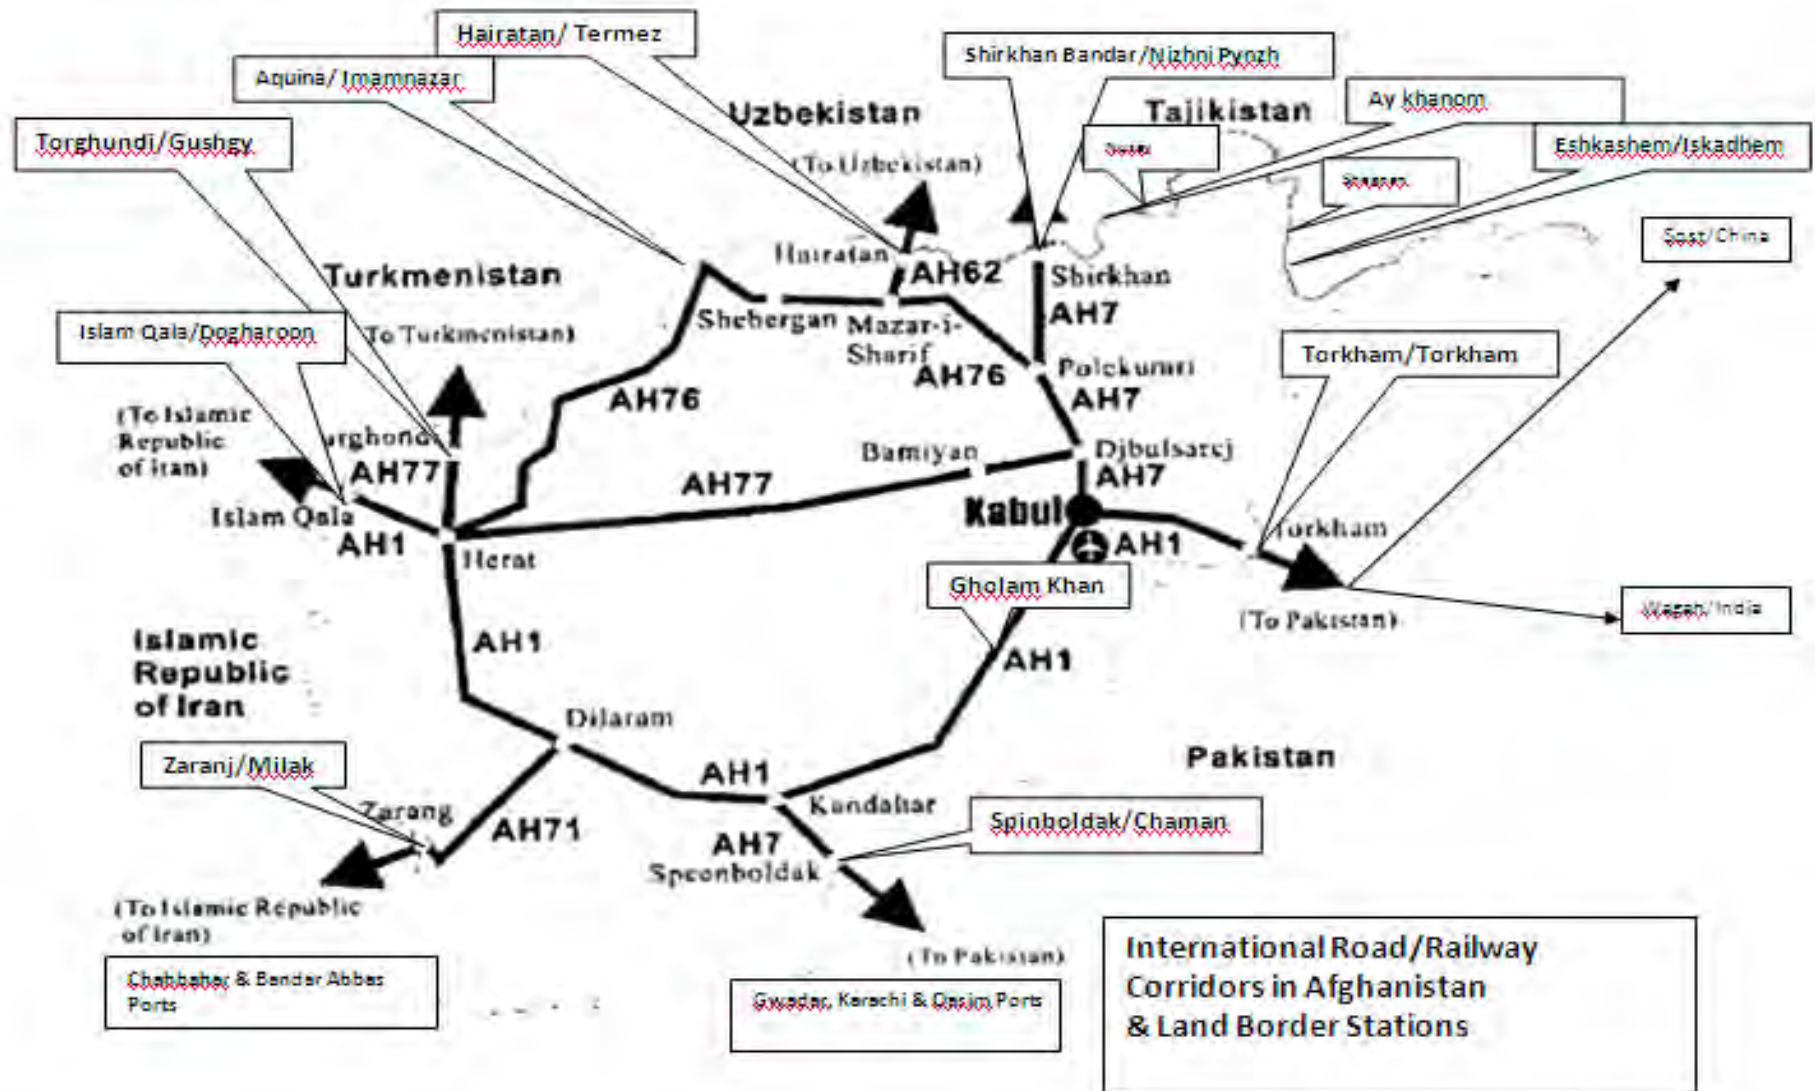 Hairatan/ Termez
Shirkhan Bandar/Nizhni Pynzh
Aquina/ Imamnazar
Ay khanom
Uzbekistan
Tajikistan
Torghundi/Gushgy
Eshkashem/Iskadhem
(To Uzbekistan)
Sost/China
Hairatan
AH62
Shirkhan
Turkmenistan
AH7
Shebergan
Mazar-i-
Sharif
Islam Qala/Dogharoon
(To Turkmenistan)
Torkham/Torkham
AH76
Polekumri
AH76
AH7
(To Islamic
Republic
of Iran)
urghondi
Bamiyan
Djbulsarej
AH77
AH77
AH7
Islam Qala
Kabul
AH1
Torkham
AH1
Herat
Gholam Khan
Wagah/India
(To Pakistan)
Islamic
Republic
of Iran
AH1
AH1
Dilaram
Zaranj/Milak
AH1
Pakistan
Zarang
Kandahar
AH71
Spinboldak/Chaman
AH7
Speonboldak
(To Islamic Republic
of Iran)
(To Pakistan)
Chahbahar & Bandar Abbas
Ports
Gwadar, Karachi & Qasim Ports
International Road/Railway
Corridors in Afghanistan
& Land Border Stations